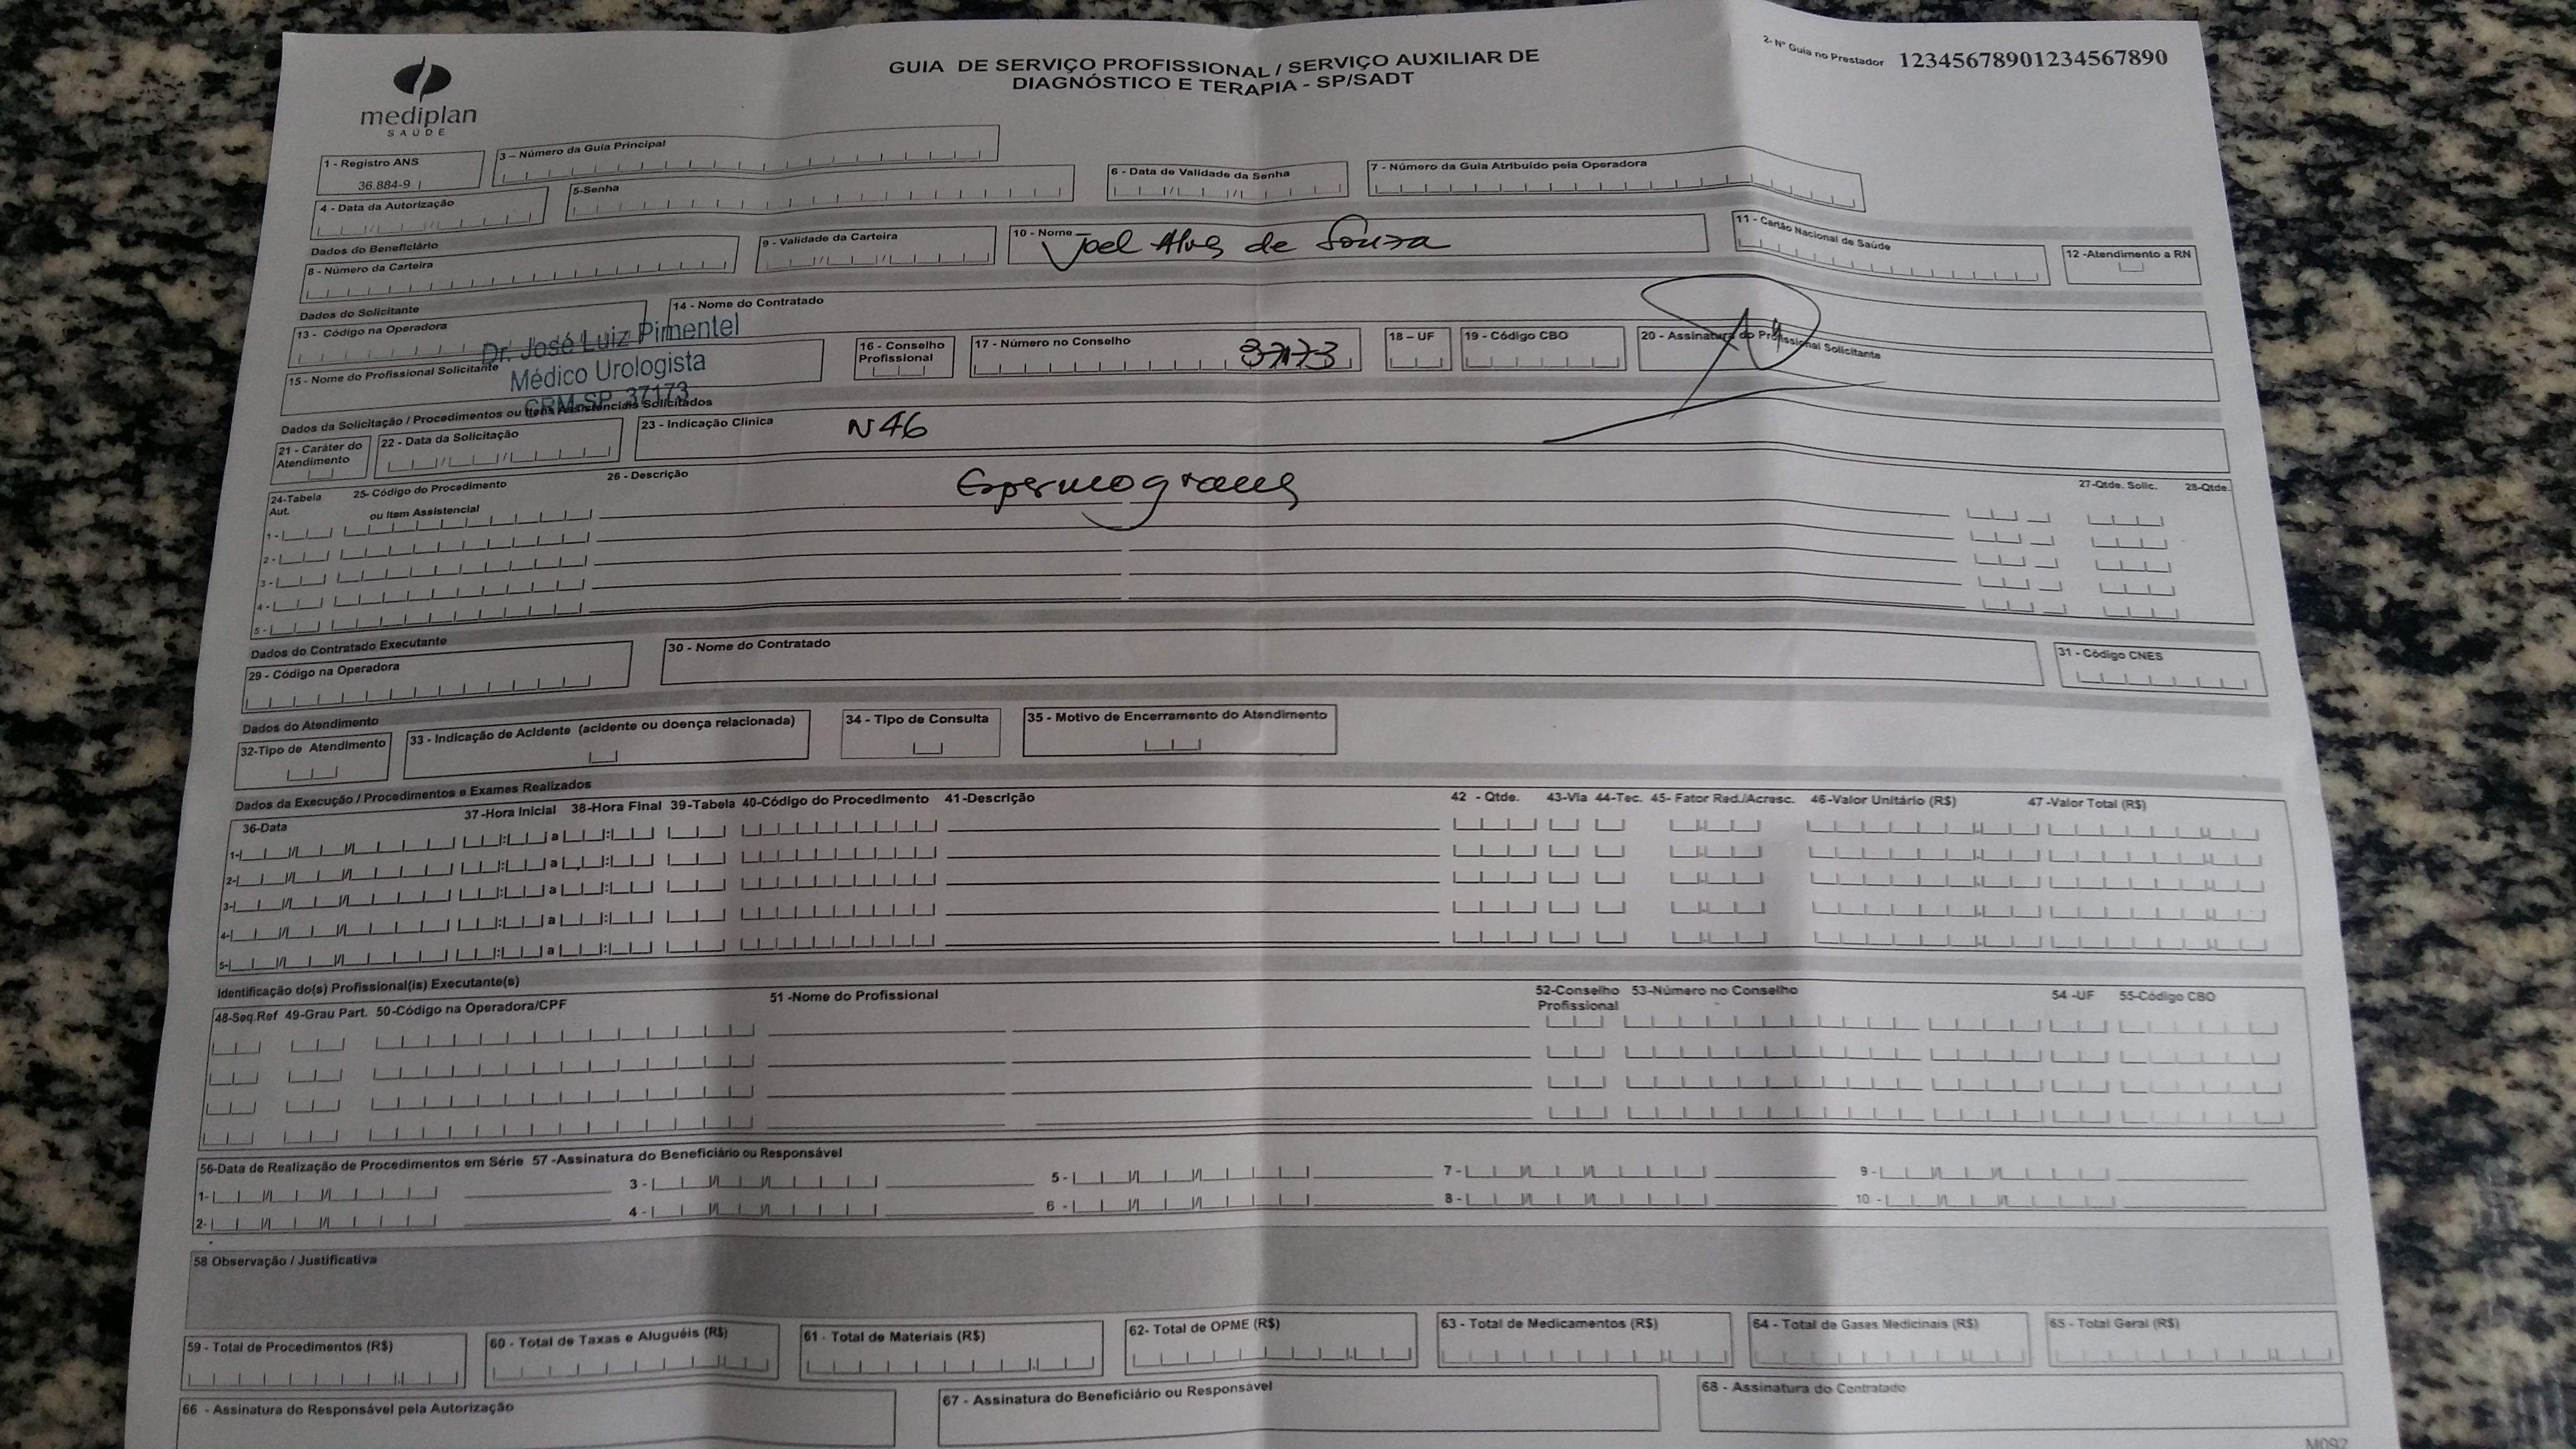 mediplan
SAÚDE
GUIA DE SERVIÇO PROFISSIONAL / SERVIÇO AUXILIAR DE
DIAGNÓSTICO E TERAPIA - SP/SADT
2- Nº Guia no Prestador 12345678901234567890
1 - Registro ANS
36.884-9
3 – Número da Guia Principal
4 - Data da Autorização
5-Senha
6 - Data de Validade da Senha
7 - Número da Guia Atribuido pela Operadora
Dados do Beneficiário
8 - Número da Carteira
9 - Validade da Carteira
10 - Nome Joel Alves de Souza
11 - Cartão Nacional de Saúde
12 -Atendimento a RN
Dados do Solicitante
13 - Código na Operadora
14 - Nome do Contratado
Dr. José Luiz Pimentel
Médico Urologista
CRM-SP 37173
15 - Nome do Profissional Solicitante
16 - Conselho
Profissional
17 - Número no Conselho 37173
18 – UF
19 - Código CBO
20 - Assinatura do Profissional Solicitante
Dados da Solicitação / Procedimentos ou Itens Assistenciais Solicitados
21 - Caráter do
Atendimento
22 - Data da Solicitação
23 - Indicação Clinica N46
24-Tabela
Aut.
25- Código do Procedimento
ou Item Assistencial
26 - Descrição
Espermograma
27-Qtde. Solic. 28-Qtde.
1 -
2 -
3 -
4 -
5 -
Dados do Contratado Executante
29 - Código na Operadora
30 - Nome do Contratado
31 - Código CNES
Dados do Atendimento
32-Tipo de Atendimento
33 - Indicação de Acidente (acidente ou doença relacionada)
34 - Tipo de Consulta
35 - Motivo de Encerramento do Atendimento
Dados da Execução / Procedimentos e Exames Realizados
36-Data 37-Hora Inicial 38-Hora Final 39-Tabela 40-Código do Procedimento 41-Descrição 42 - Qtde. 43-Via 44-Tec. 45- Fator Red./Acresc. 46-Valor Unitário (R$) 47 -Valor Total (R$)
1- a
2- a
3- a
4- a
5- a
Identificação do(s) Profissional(is) Executante(s)
48-Seq.Ref 49-Grau Part. 50-Código na Operadora/CPF 51 -Nome do Profissional 52-Conselho
Profissional 53-Número no Conselho 54 -UF 55-Código CBO
56-Data de Realização de Procedimentos em Série 57 -Assinatura do Beneficiário ou Responsável
1- 3 - 5 - 7 - 9 -
2- 4 - 6 - 8 - 10 -
58 Observação / Justificativa
59 - Total de Procedimentos (R$)
60 - Total de Taxas e Aluguéis (R$)
61 - Total de Materiais (R$)
62- Total de OPME (R$)
63 - Total de Medicamentos (R$)
64 - Total de Gases Medicinais (R$)
65 - Total Geral (R$)
66 - Assinatura do Responsável pela Autorização
67 - Assinatura do Beneficiário ou Responsável
68 - Assinatura do Contratado
M092